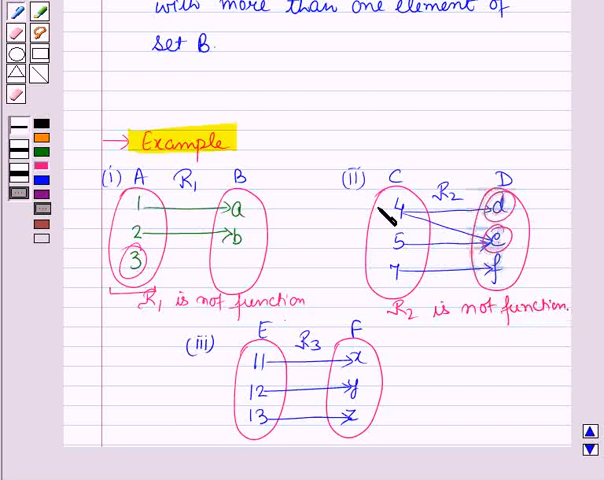 with more than one element of
set B.
→ Example
(i) A R₁ B
1 a
2 b
3
R₁ is not function
(ii) C R₂ D
4 d
5 e
7 f
R₂ is not function.
(iii) E R₃ F
11 x
12 y
13 z